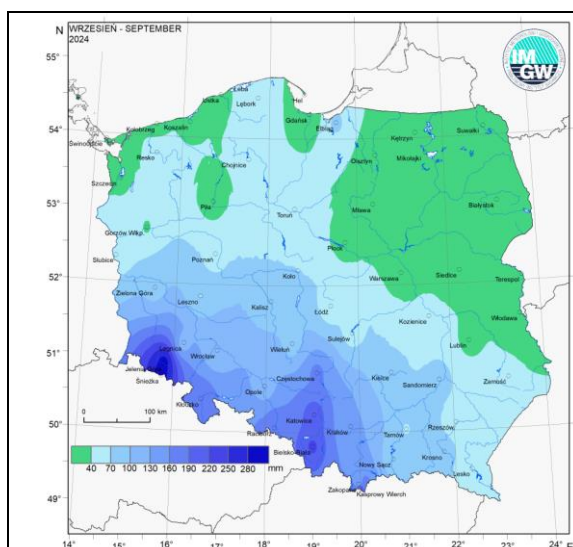 N
WRZESIEŃ - SEPTEMBER
2024
IMGW
55°
54°
53°
52°
51°
50°
49°
Łeba
Ustka
Lębork
Hel
Gdańsk
Elbląg
Kołobrzeg
Koszalin
Świnoujście
Resko
Chojnice
Szczecin
Piła
Kętrzyn
Suwałki
Olsztyn
Mikołajki
Mława
Białystok
Toruń
Gorzów Wlkp.
Słubice
Poznań
Płock
Koło
Warszawa
Siedlce
Terespol
Zielona Góra
Leszno
Kalisz
Łódź
Kozienice
Włodawa
Sulejów
Lublin
Legnica
Wrocław
Wieluń
Jelenia Góra
Śnieżka
Kłodzko
Opole
Częstochowa
Kielce
Sandomierz
Zamość
Katowice
Racibórz
Kraków
Tarnów
Rzeszów
Bielsko-Biała
Nowy Sącz
Krosno
Lesko
Zakopane
Kasprowy Wierch
0 100 km
40 70 100 130 160 190 220 250 280 mm
14° 15° 16° 17° 18° 19° 20° 21° 22° 23° 24° E